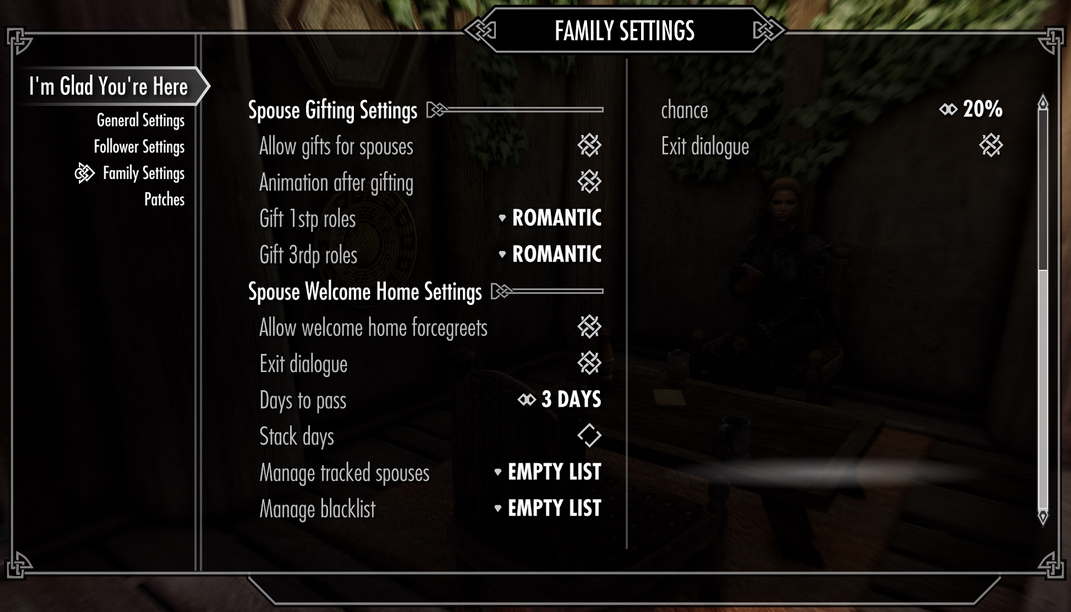 FAMILY SETTINGS
I'm Glad You're Here
General Settings
Follower Settings
Family Settings
Patches
Spouse Gifting Settings
Allow gifts for spouses
Animation after gifting
Gift 1stp roles ROMANTIC
Gift 3rdp roles ROMANTIC
Spouse Welcome Home Settings
Allow welcome home forcegreets
Exit dialogue
Days to pass 3 DAYS
Stack days
Manage tracked spouses EMPTY LIST
Manage blacklist EMPTY LIST
chance 20%
Exit dialogue